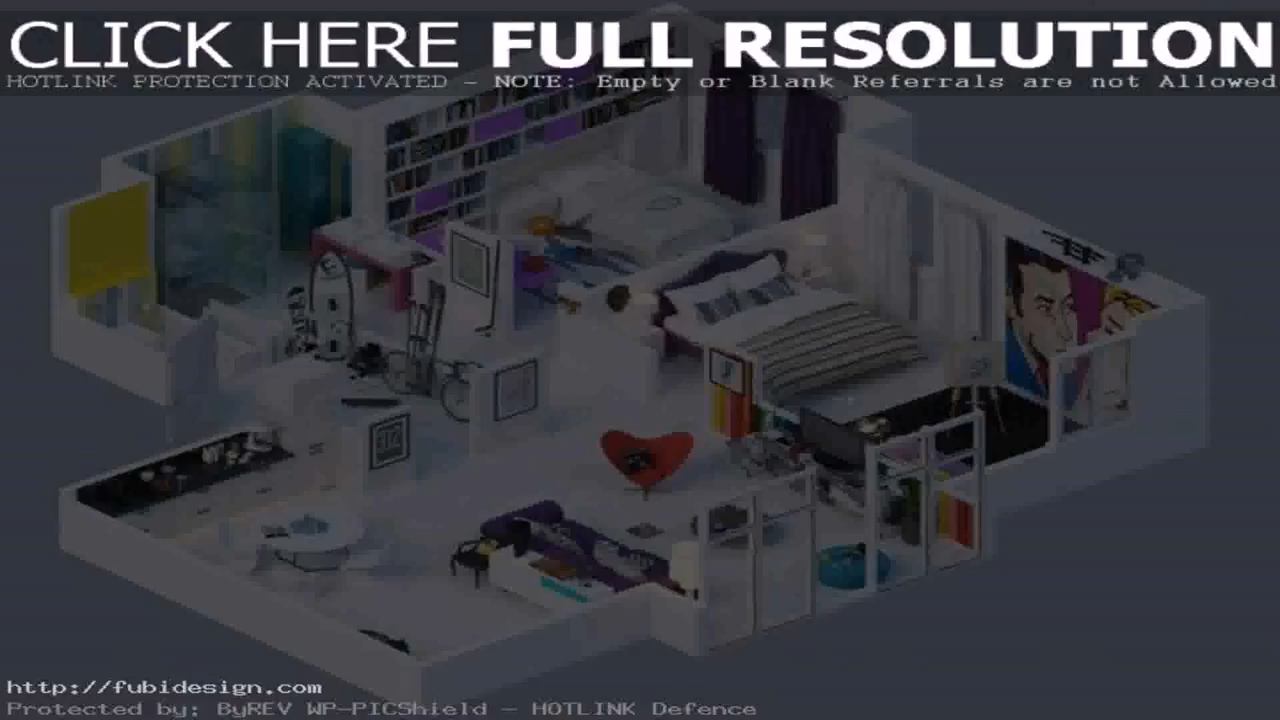 CLICK HERE FULL RESOLUTION
HOTLINK PROTECTION ACTIVATED – NOTE: Empty or Blank Referrals are not Allowed
http://fubidesign.com
Protected by: ByREV WP-PICShield – HOTLINK Defence